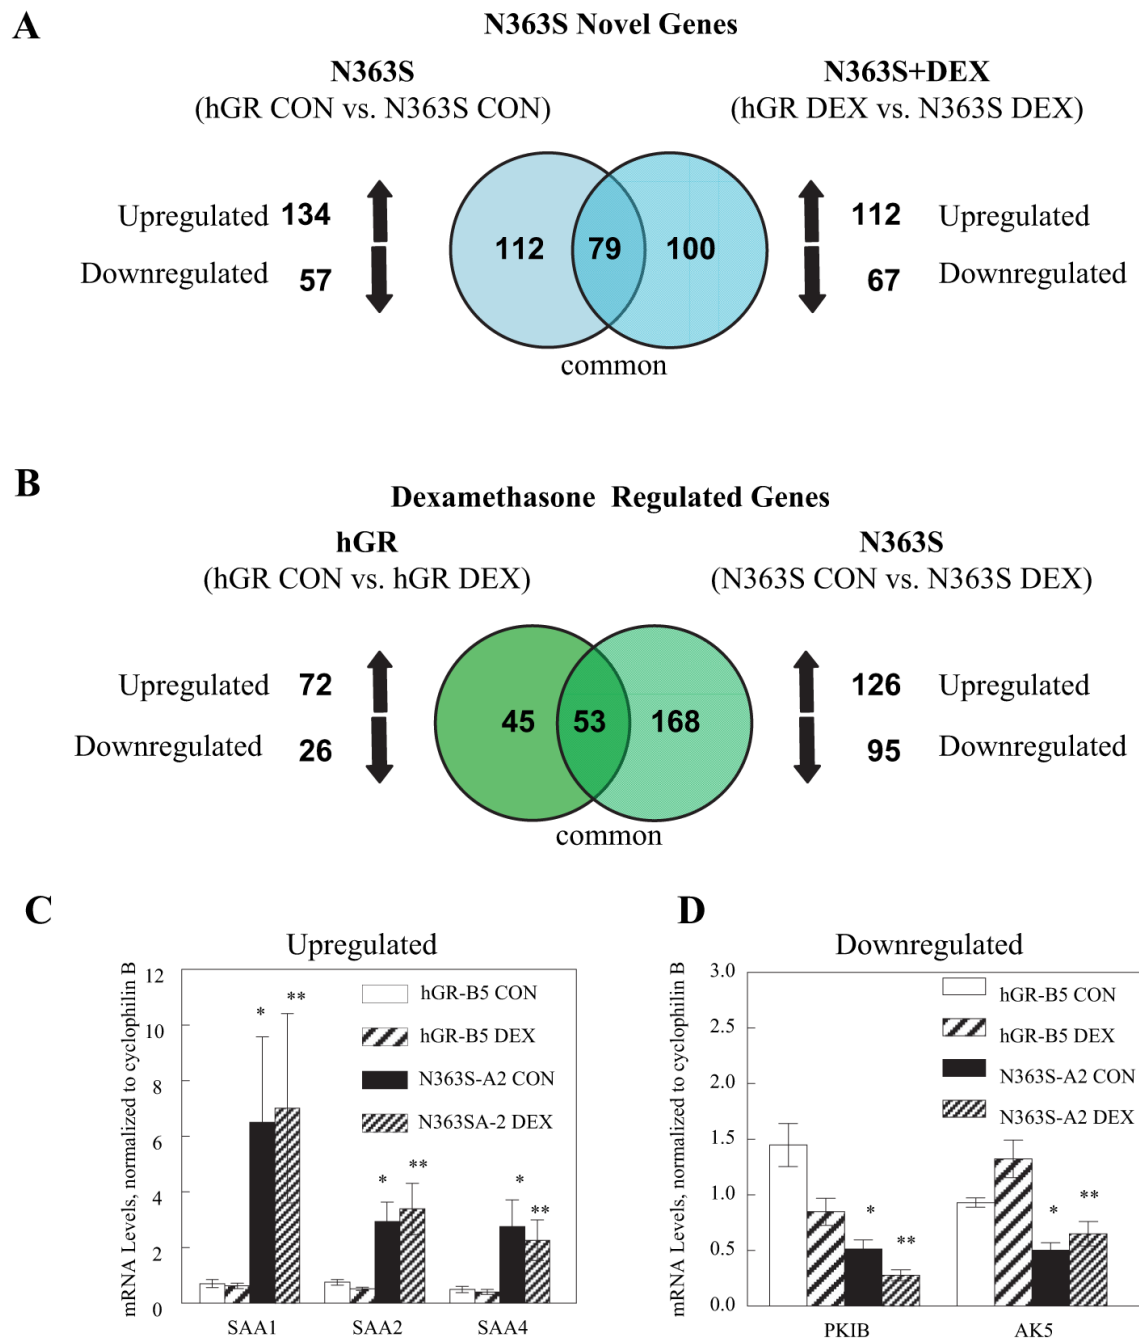 A
N363S Novel Genes
N363S
(hGR CON vs. N363S CON)
N363S+DEX
(hGR DEX vs. N363S DEX)
Upregulated 134
Downregulated 57
112 79 100
common
112 Upregulated
67 Downregulated
B
Dexamethasone Regulated Genes
hGR
(hGR CON vs. hGR DEX)
N363S
(N363S CON vs. N363S DEX)
Upregulated 72
Downregulated 26
45 53 168
common
126 Upregulated
95 Downregulated
C
Upregulated
mRNA Levels, normalized to cyclophilin B
12
10
8
6
4
2
0
hGR-B5 CON
hGR-B5 DEX
N363S-A2 CON
N363SA-2 DEX
* **
* **
* **
SAA1 SAA2 SAA4
D
Downregulated
mRNA Levels, normalized to cyclophilin B
3.0
2.5
2.0
1.5
1.0
0.5
0.0
hGR-B5 CON
hGR-B5 DEX
N363S-A2 CON
N363S-A2 DEX
* **
* **
PKIB AK5